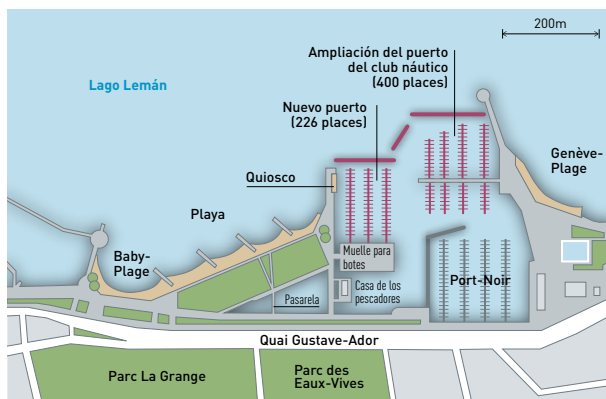 200m
Ampliación del puerto
del club náutico
(400 places)
Lago Lemán
Nuevo puerto
(226 places)
Genève-
Plage
Quiosco
Playa
Baby-
Plage
Muelle para
botes
Port-Noir
Casa de los
pescadores
Pasarela
Quai Gustave-Ador
Parc La Grange
Parc des
Eaux-Vives